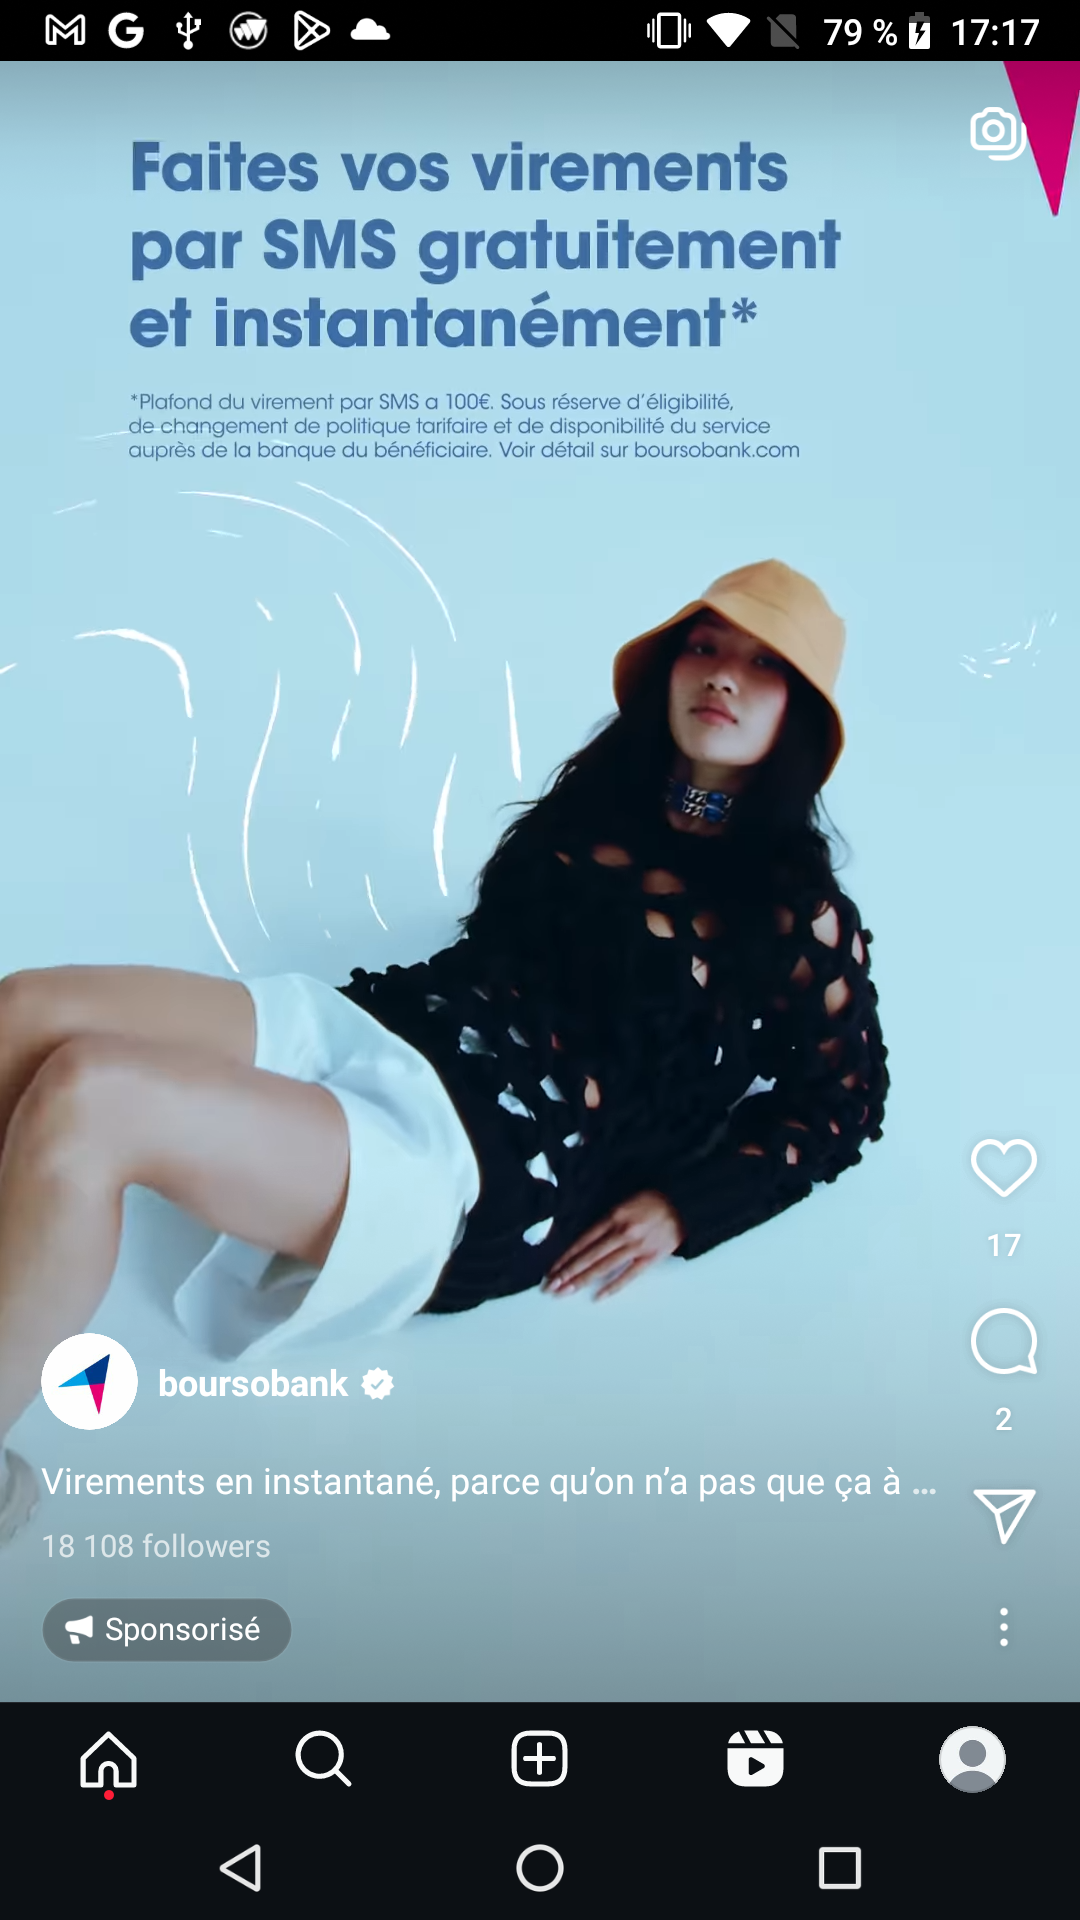 79 % 17:17
Faites vos virements
par SMS gratuitement
et instantanément*
*Plafond du virement par SMS a 100€. Sous réserve d’éligibilité,
de changement de politique tarifaire et de disponibilité du service
auprès de la banque du bénéficiaire. Voir détail sur boursobank.com
17
2
boursobank
Virements en instantané, parce qu’on n’a pas que ça à ...
18 108 followers
Sponsorisé